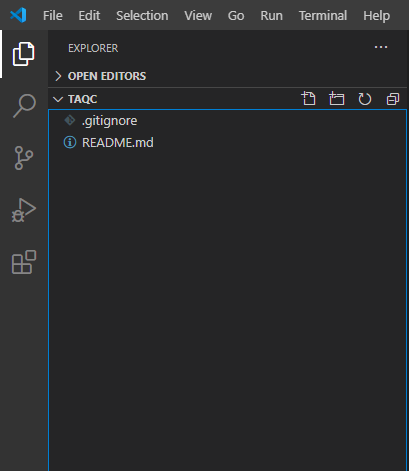 File Edit Selection View Go Run Terminal Help
EXPLORER
OPEN EDITORS
TAQC
.gitignore
README.md